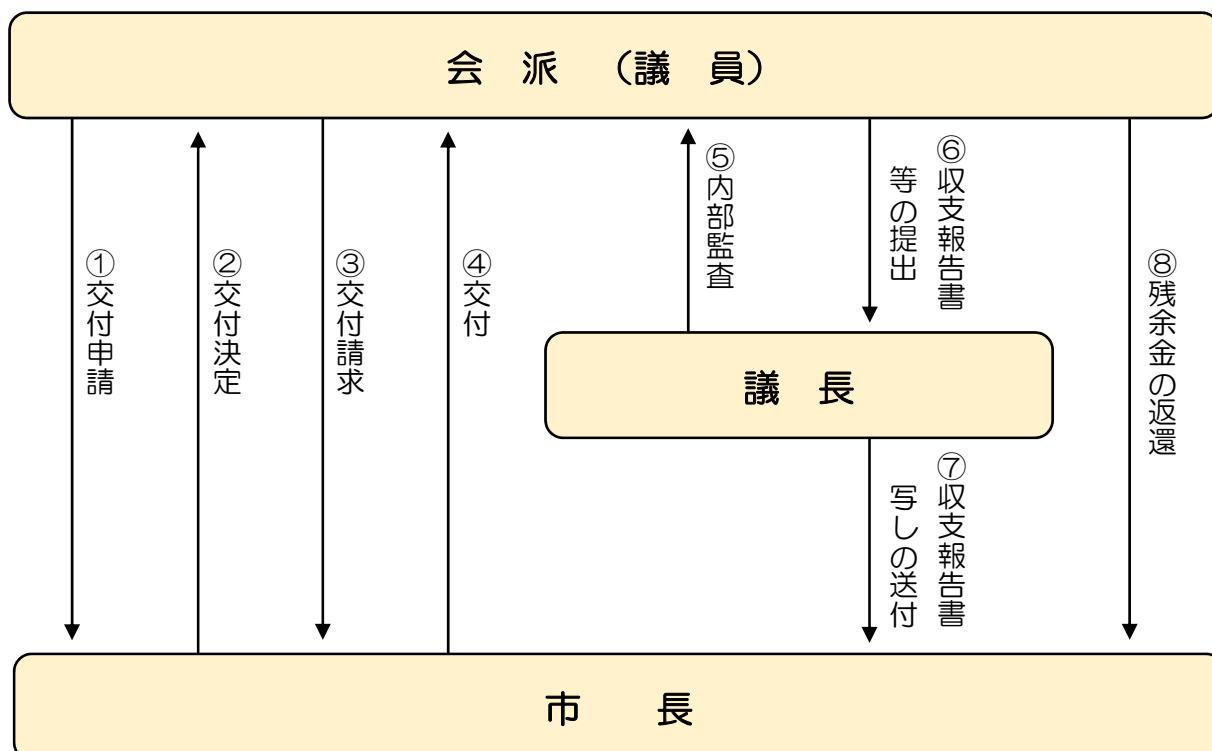 会　派　（議　員）
①交付申請
②交付決定
③交付請求
④交付
⑤内部監査
⑥収支報告書
等の提出
議　長
⑦収支報告書
写しの送付
⑧残余金の返還
市　　長